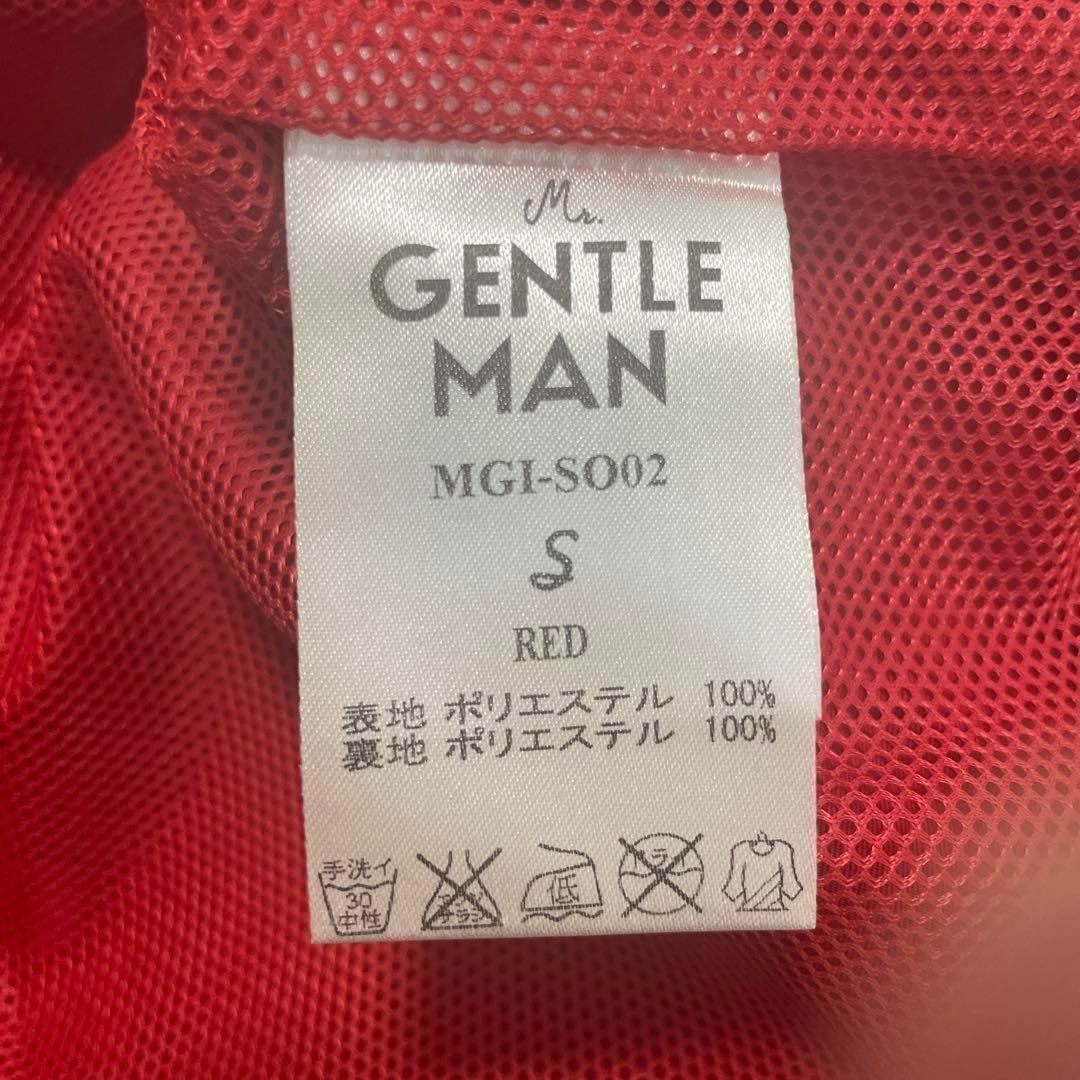 Mr.
GENTLE
MAN
MGI-SO02
S
RED
表地 ポリエステル 100%
裏地 ポリエステル 100%
手洗イ
30
中性
低